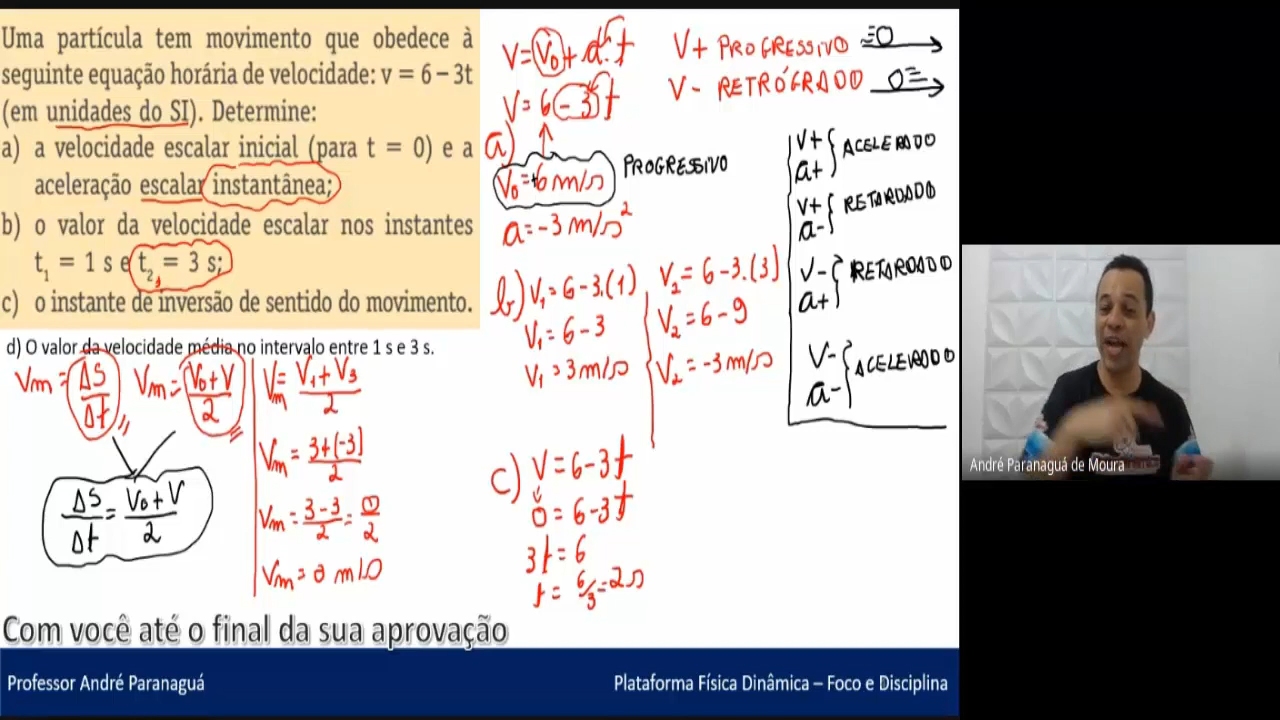 Uma partícula tem movimento que obedece à
seguinte equação horária de velocidade: v = 6 – 3t
(em unidades do SI). Determine:
a) a velocidade escalar inicial (para t = 0) e a
aceleração escalar instantânea;
b) o valor da velocidade escalar nos instantes
t₁ = 1 s e t₂ = 3 s;
c) o instante de inversão de sentido do movimento.
d) O valor da velocidade média no intervalo entre 1 s e 3 s.
Vm = ΔS/Δt
Vm = V0+V/2
ΔS/Δt = V0+V/2
Vm = V1+V3/2
Vm = 3+(-3)/2
Vm = 3-3/2 = 0/2
Vm = 0 m/s
V = V0 + a.t
V = 6 - 3 t
a)
V0 = +6 m/s PROGRESSIVO
a = -3 m/s²
b) V1 = 6-3.(1)
V1 = 6-3
V1 = 3 m/s
V2 = 6-3.(3)
V2 = 6-9
V2 = -3 m/s
c) V = 6-3t
0 = 6-3t
3t = 6
t = 6/3 = 2s
V+ PROGRESSIVO
V- RETRÓGRADO
V+
a+ ACELERADO
V+
a- RETARDADO
V-
a+ RETARDADO
V-
a- ACELERADO
André Paranaguá de Moura
Com você até o final da sua aprovação
Professor André Paranaguá
Plataforma Física Dinâmica – Foco e Disciplina